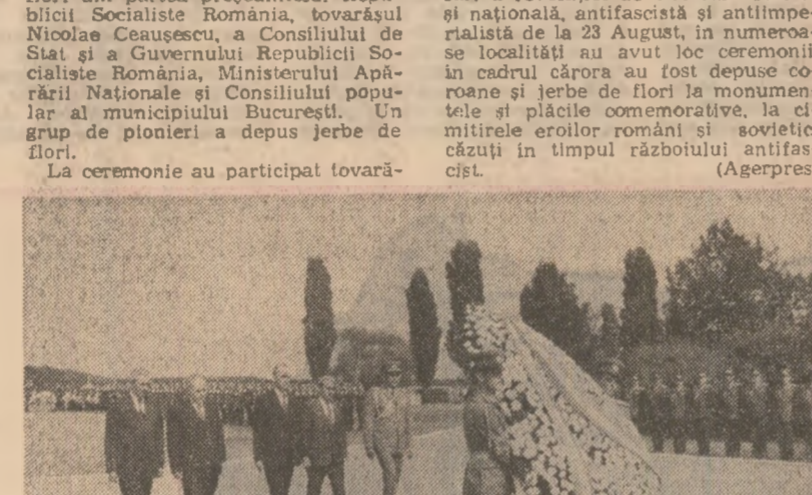 blicii Socialiste România, tovarăşul
Nicolae Ceauşescu, a Consiliului de
Stat şi a Guvernului Republicii So-
cialiste România, Ministerului Apă-
rării Naţionale şi Consiliului popu-
lar al municipiului Bucureşti. Un
grup de pionieri a depus jerbe de
flori.
La ceremonie au participat tovară-
şi naţională, antifascistă şi antiimpe-
rialistă de la 23 August, în numeroa-
se localităţi au avut loc ceremonii
în cadrul cărora au fost depuse co-
roane şi jerbe de flori la monumen-
tele şi plăcile comemorative, la ci
mitirele eroilor români şi sovietic
căzuţi în timpul războiului antifas
cist. (Agerpres